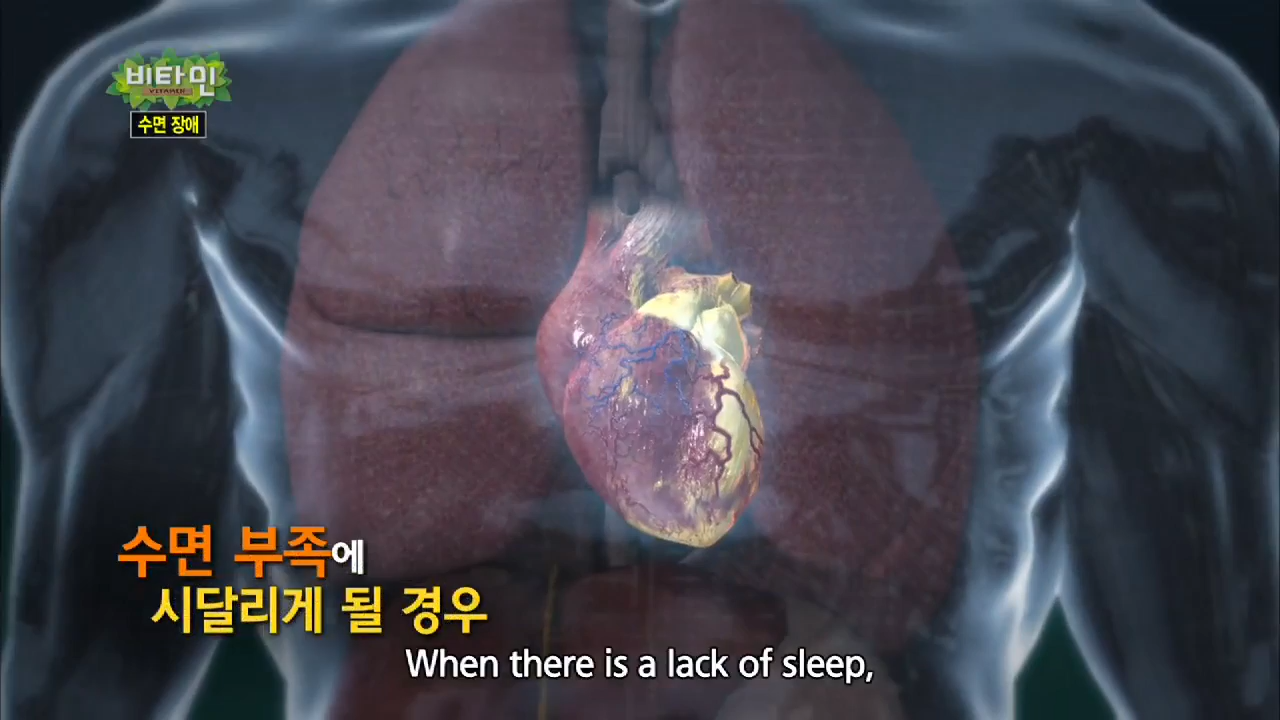 비타민
VITAMIN
수면 장애
수면 부족에
시달리게 될 경우
When there is a lack of sleep,